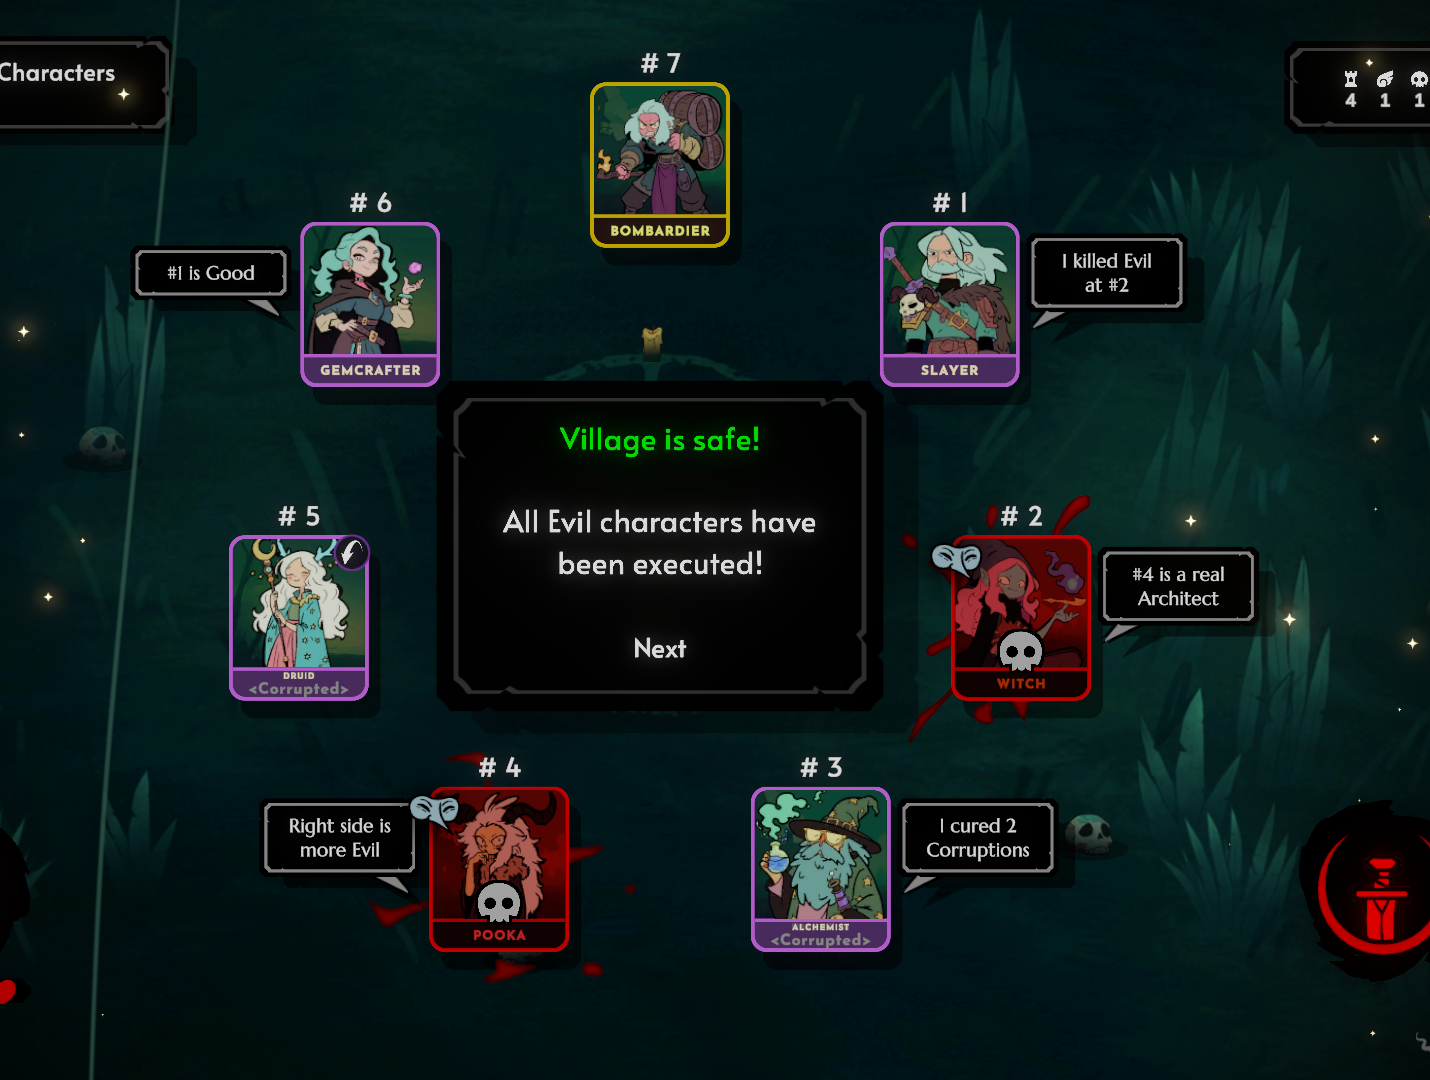 Characters
4 1 1
# 7
BOMBARDIER
# 6
#1 is Good
GEMCRAFTER
# 1
I killed Evil
at #2
SLAYER
Village is safe!
All Evil characters have
been executed!
Next
# 5
DRUID
<Corrupted>
# 2
#4 is a real
Architect
WITCH
# 4
Right side is
more Evil
POOKA
# 3
I cured 2
Corruptions
ALCHEMIST
<Corrupted>